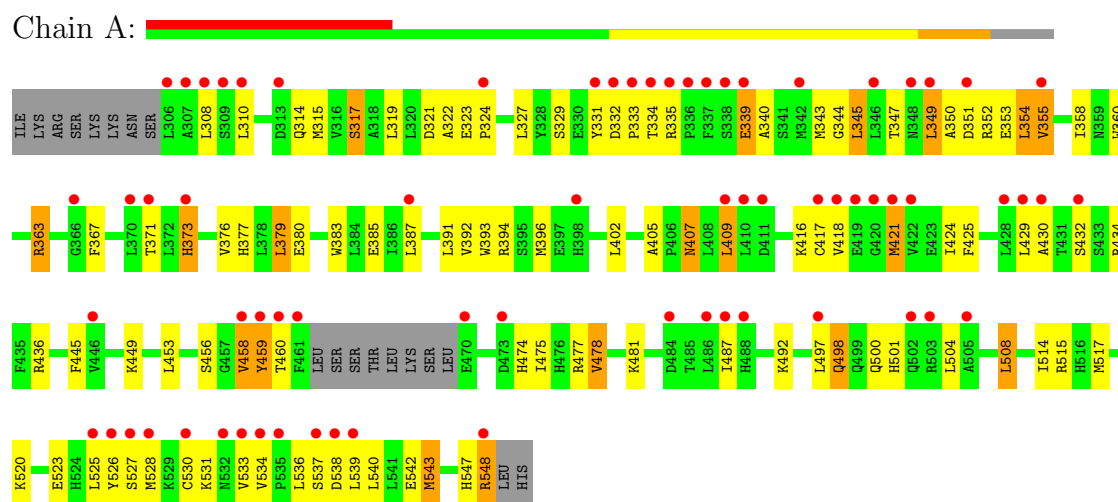 Chain A:
ILE LYS ARG SER LYS LYS ASN SER L306 A307 L308 S309 L310 D313 Q314 M315 V316 S317 A318 L319 L320 D321 A322 E323 P324 L327 Y328 S329 E330 Y331 D332 P333 T334 R335 P336 F337 S338 E339 A340 S341 M342 M343 G344 L345 L346 T347 N348 L349 A350 D351 R352 E353 L354 V355 I358 N359 W360
R363 G366 F367 L370 T371 L372 H373 V376 H377 L378 L379 E380 W383 L384 E385 I386 L387 L391 V392 W393 R394 S395 M396 E397 H398 L402 A405 P406 N407 L408 L409 L410 D411 K416 C417 V418 E419 G420 M421 V422 E423 I424 F425 L428 L429 A430 T431 S432 S433 R434
F435 R436 F445 V446 K449 L453 S456 G457 V458 Y459 T460 F461 LEU SER SER THR LEU LYS SER LEU E470 D473 H474 I475 H476 R477 V478 K481 D484 T485 L486 I487 H488 K492 L497 Q498 Q499 Q500 H501 Q502 R503 L504 A505 L508 I514 R515 H516 M517
K520 E523 H524 L525 Y526 S527 M528 K529 C530 K531 N532 V533 V534 P535 L536 S537 D538 L539 L540 L541 E542 M543 H547 R548 LEU HIS